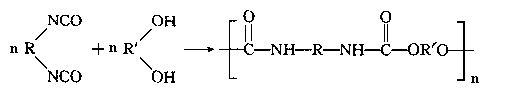 NCO OH O O
n R + n R′ → [ C—NH—R—NH—C—OR′O ]n
NCO OH